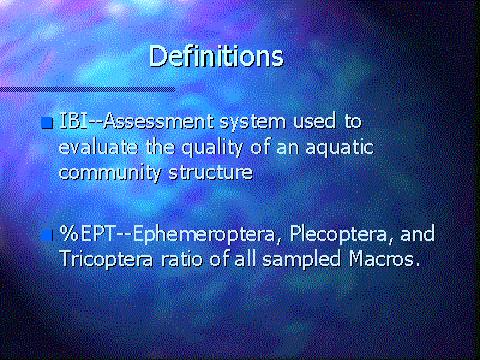 Definitions
IBI--Assessment system used to
evaluate the quality of an aquatic
community structure
%EPT--Ephemeroptera, Plecoptera, and
Tricoptera ratio of all sampled Macros.